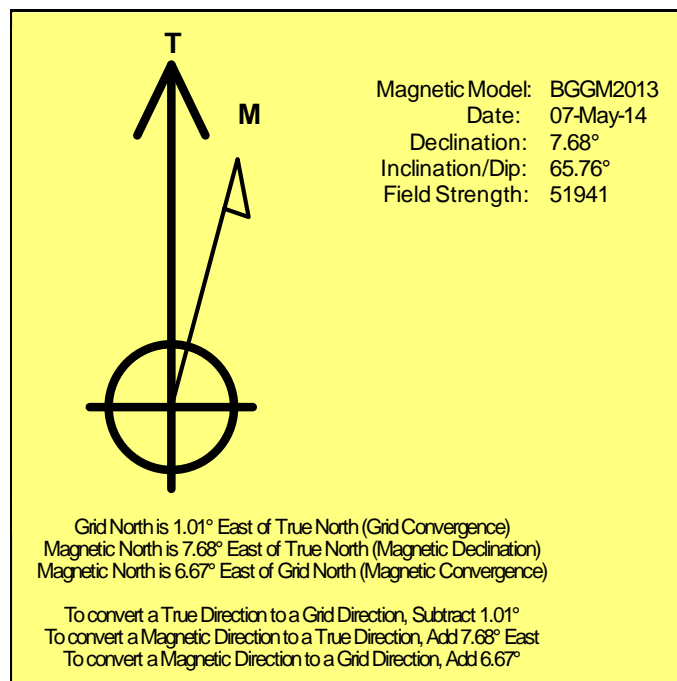 T
M
Magnetic Model: BGGM2013
Date: 07-May-14
Declination: 7.68°
Inclination/Dip: 65.76°
Field Strength: 51941
Grid North is 1.01° East of True North (Grid Convergence)
Magnetic North is 7.68° East of True North (Magnetic Declination)
Magnetic North is 6.67° East of Grid North (Magnetic Convergence)
To convert a True Direction to a Grid Direction, Subtract 1.01°
To convert a Magnetic Direction to a True Direction, Add 7.68° East
To convert a Magnetic Direction to a Grid Direction, Add 6.67°